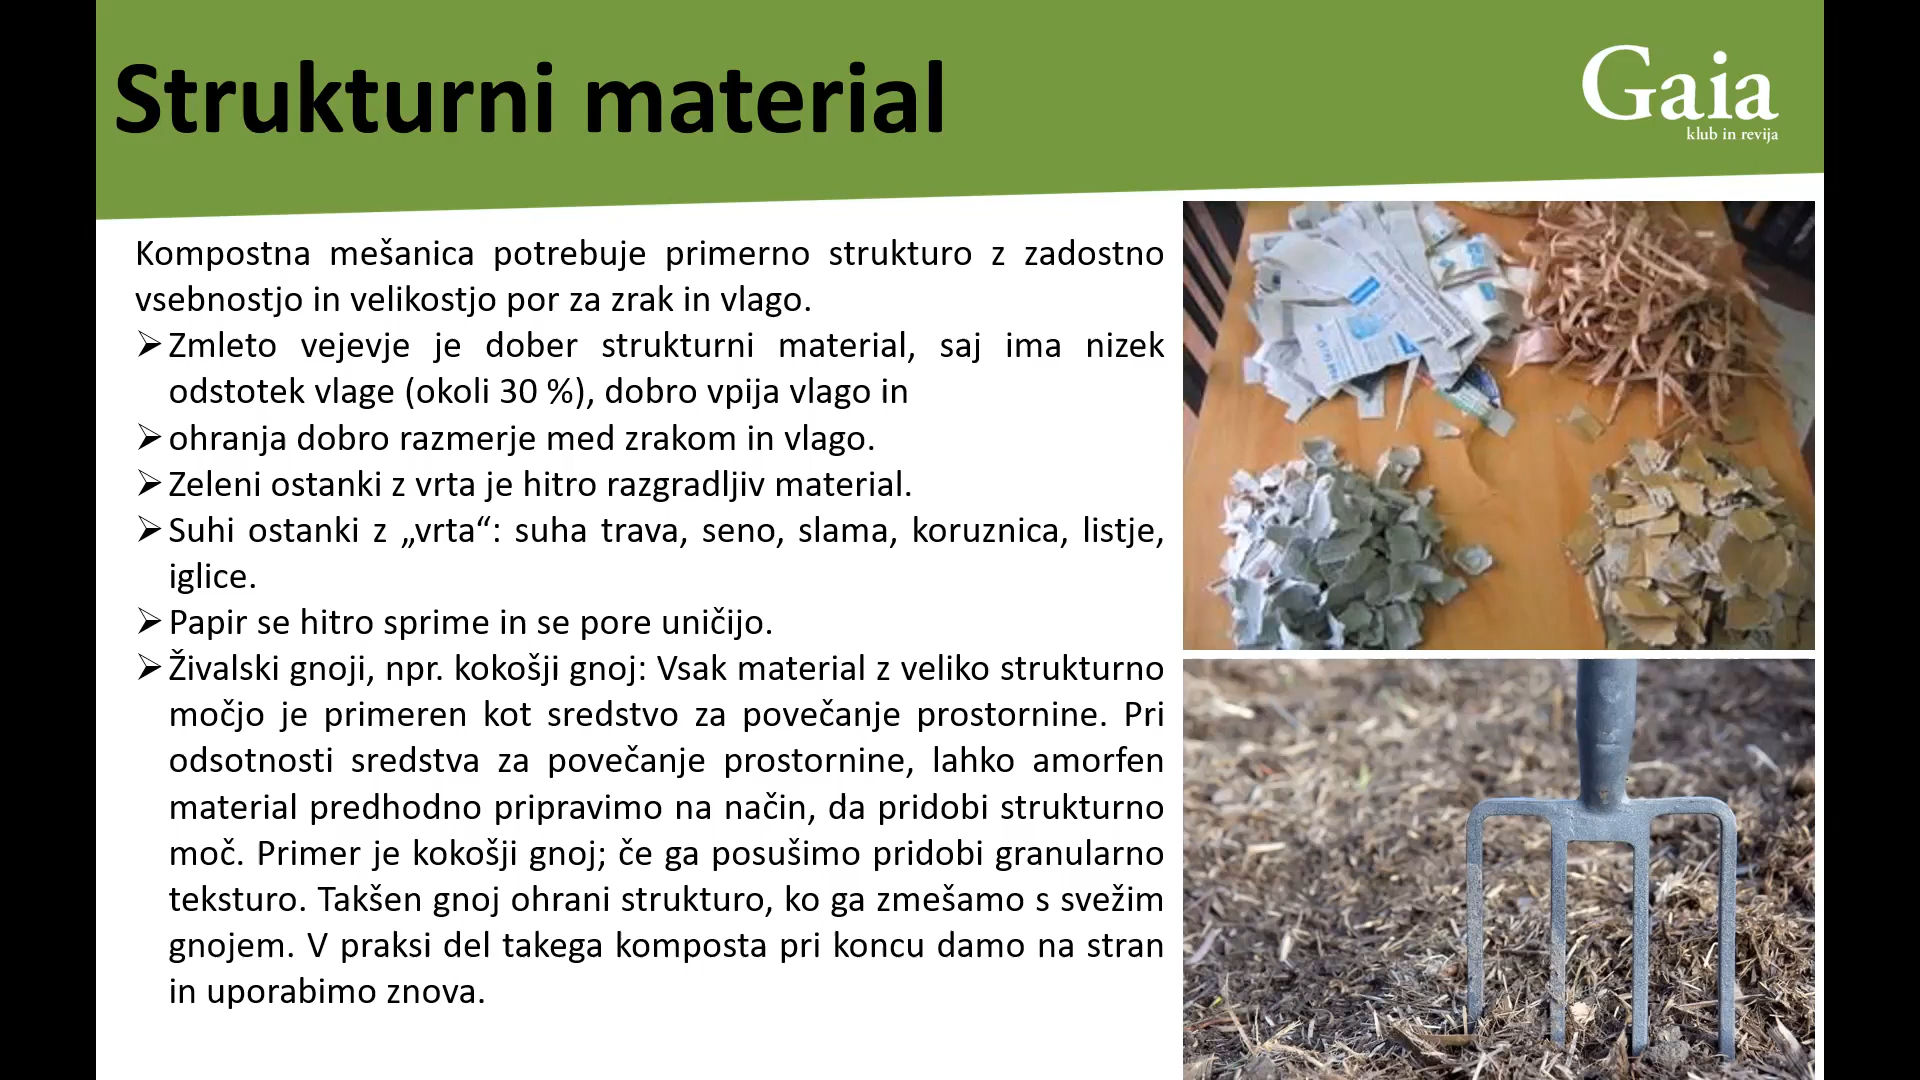 Strukturni material
Gaia
klub in revija
Kompostna mešanica potrebuje primerno strukturo z zadostno
vsebnostjo in velikostjo por za zrak in vlago.
➢Zmleto vejevje je dober strukturni material, saj ima nizek
odstotek vlage (okoli 30 %), dobro vpija vlago in
➢ohranja dobro razmerje med zrakom in vlago.
➢Zeleni ostanki z vrta je hitro razgradljiv material.
➢Suhi ostanki z „vrta“: suha trava, seno, slama, koruznica, listje,
iglice.
➢Papir se hitro sprime in se pore uničijo.
➢Živalski gnoji, npr. kokošji gnoj: Vsak material z veliko strukturno
močjo je primeren kot sredstvo za povečanje prostornine. Pri
odsotnosti sredstva za povečanje prostornine, lahko amorfen
material predhodno pripravimo na način, da pridobi strukturno
moč. Primer je kokošji gnoj; če ga posušimo pridobi granularno
teksturo. Takšen gnoj ohrani strukturo, ko ga zmešamo s svežim
gnojem. V praksi del takega komposta pri koncu damo na stran
in uporabimo znova.